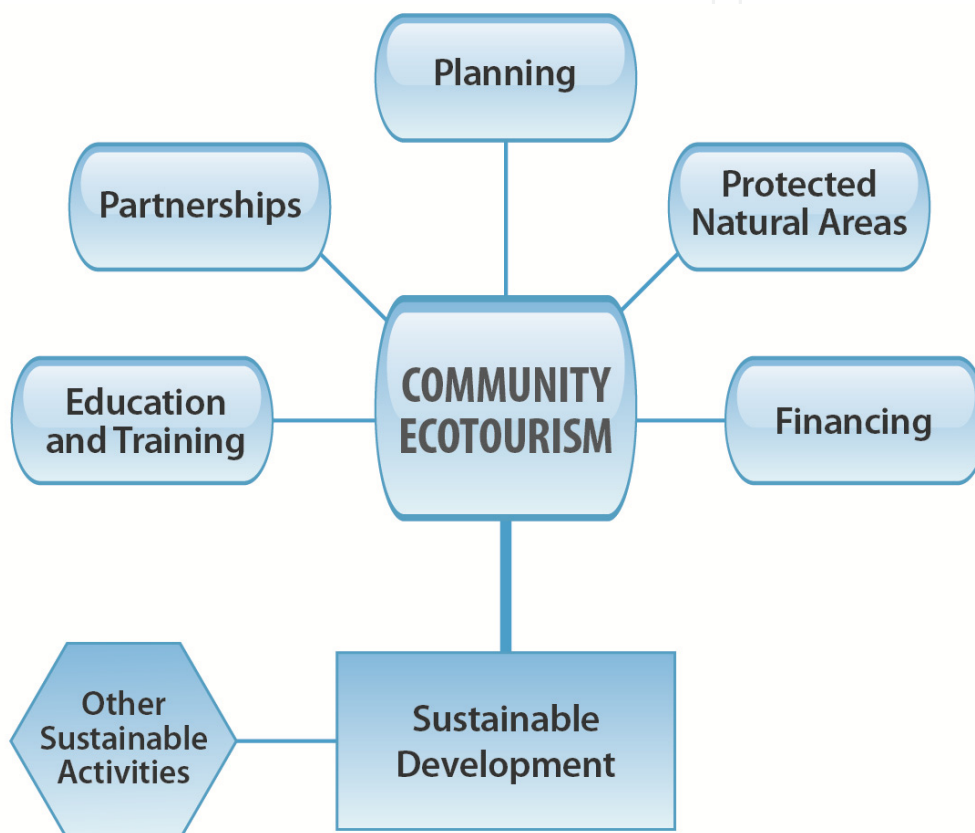 Planning
Partnerships
Protected
Natural Areas
COMMUNITY
ECOTOURISM
Education
and Training
Financing
Other
Sustainable
Activities
Sustainable
Development